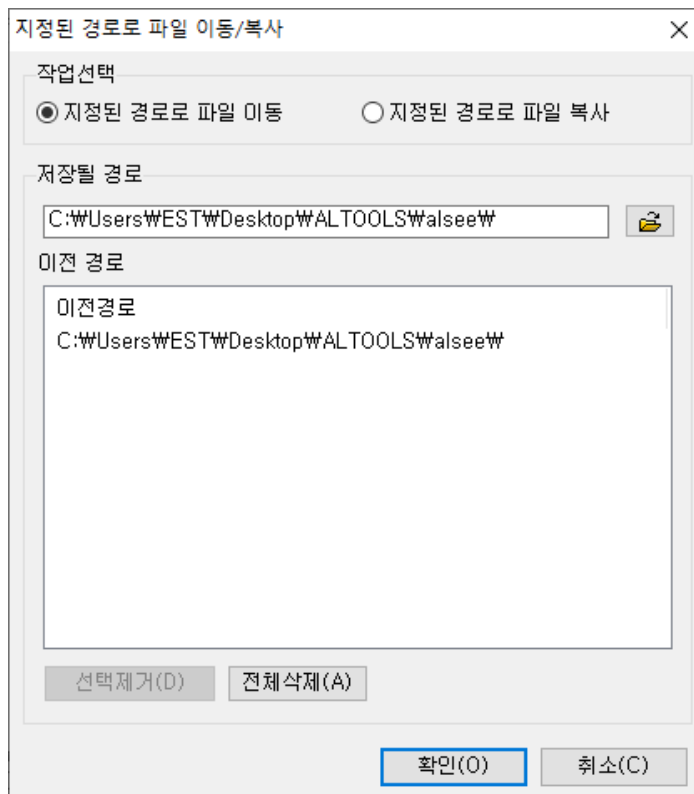 지정된 경로로 파일 이동/복사
작업선택
지정된 경로로 파일 이동 지정된 경로로 파일 복사
저장될 경로
C:₩Users₩EST₩Desktop₩ALTOOLS₩alsee₩
이전 경로
이전경로
C:₩Users₩EST₩Desktop₩ALTOOLS₩alsee₩
선택제거(D) 전체삭제(A)
확인(O) 취소(C)